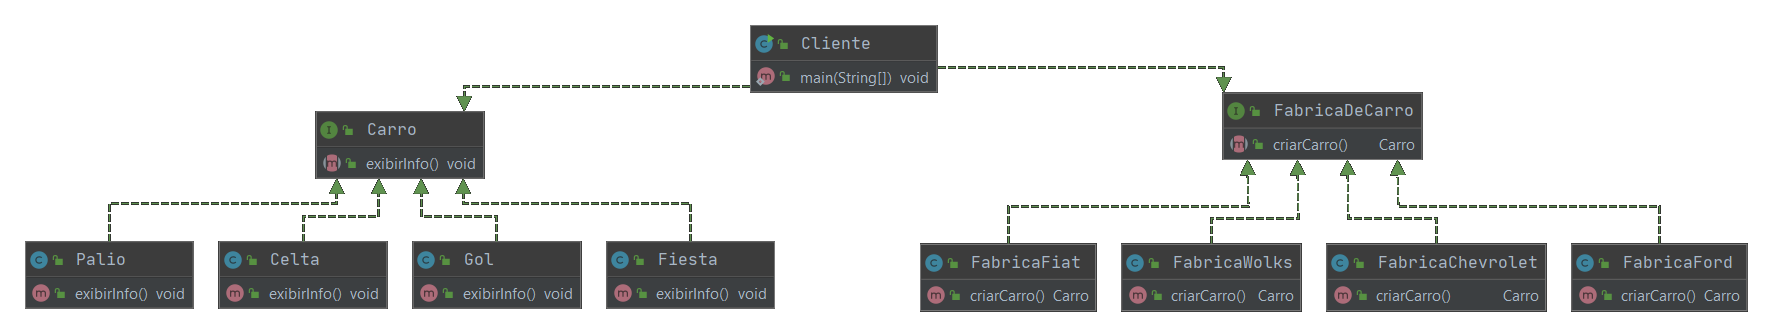 Cliente
main(String[]) void
Carro
exibirInfo() void
FabricaDeCarro
criarCarro() Carro
Palio
exibirInfo() void
Celta
exibirInfo() void
Gol
exibirInfo() void
Fiesta
exibirInfo() void
FabricaFiat
criarCarro() Carro
FabricaWolks
criarCarro() Carro
FabricaChevrolet
criarCarro() Carro
FabricaFord
criarCarro() Carro